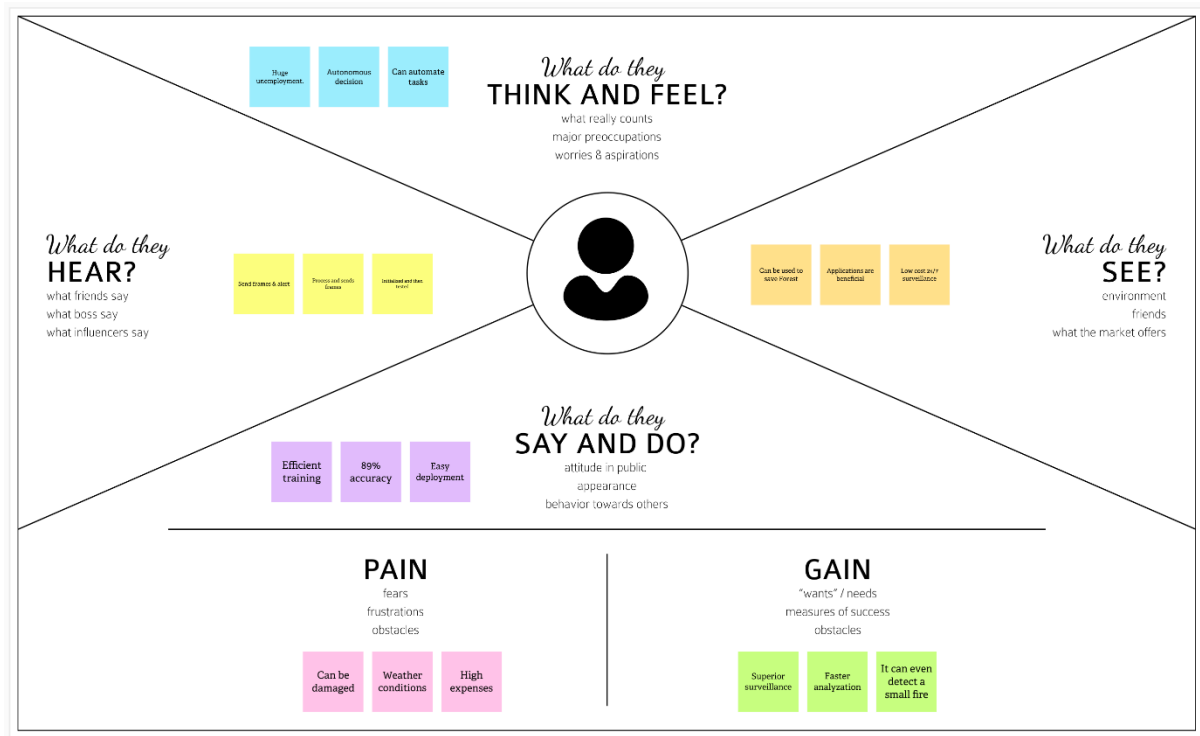 Huge
unemployment.
Autonomous
decision
Can automate
tasks
What do they
THINK AND FEEL?
what really counts
major preoccupations
worries & aspirations
What do they
HEAR?
what friends say
what boss say
what influencers say
Send frames & alert
Process and sends
frames
Initialised and then
tested
Can be used to
save Forest
Applications are
beneficial
Low cost 24/7
surveillance
What do they
SEE?
environment
friends
what the market offers
What do they
SAY AND DO?
attitude in public
appearance
behavior towards others
Efficient
training
89%
accuracy
Easy
deployment
PAIN
fears
frustrations
obstacles
Can be
damaged
Weather
conditions
High
expenses
GAIN
“wants” / needs
measures of success
obstacles
Superior
surveillance
Faster
analyzation
It can even
detect a
small fire